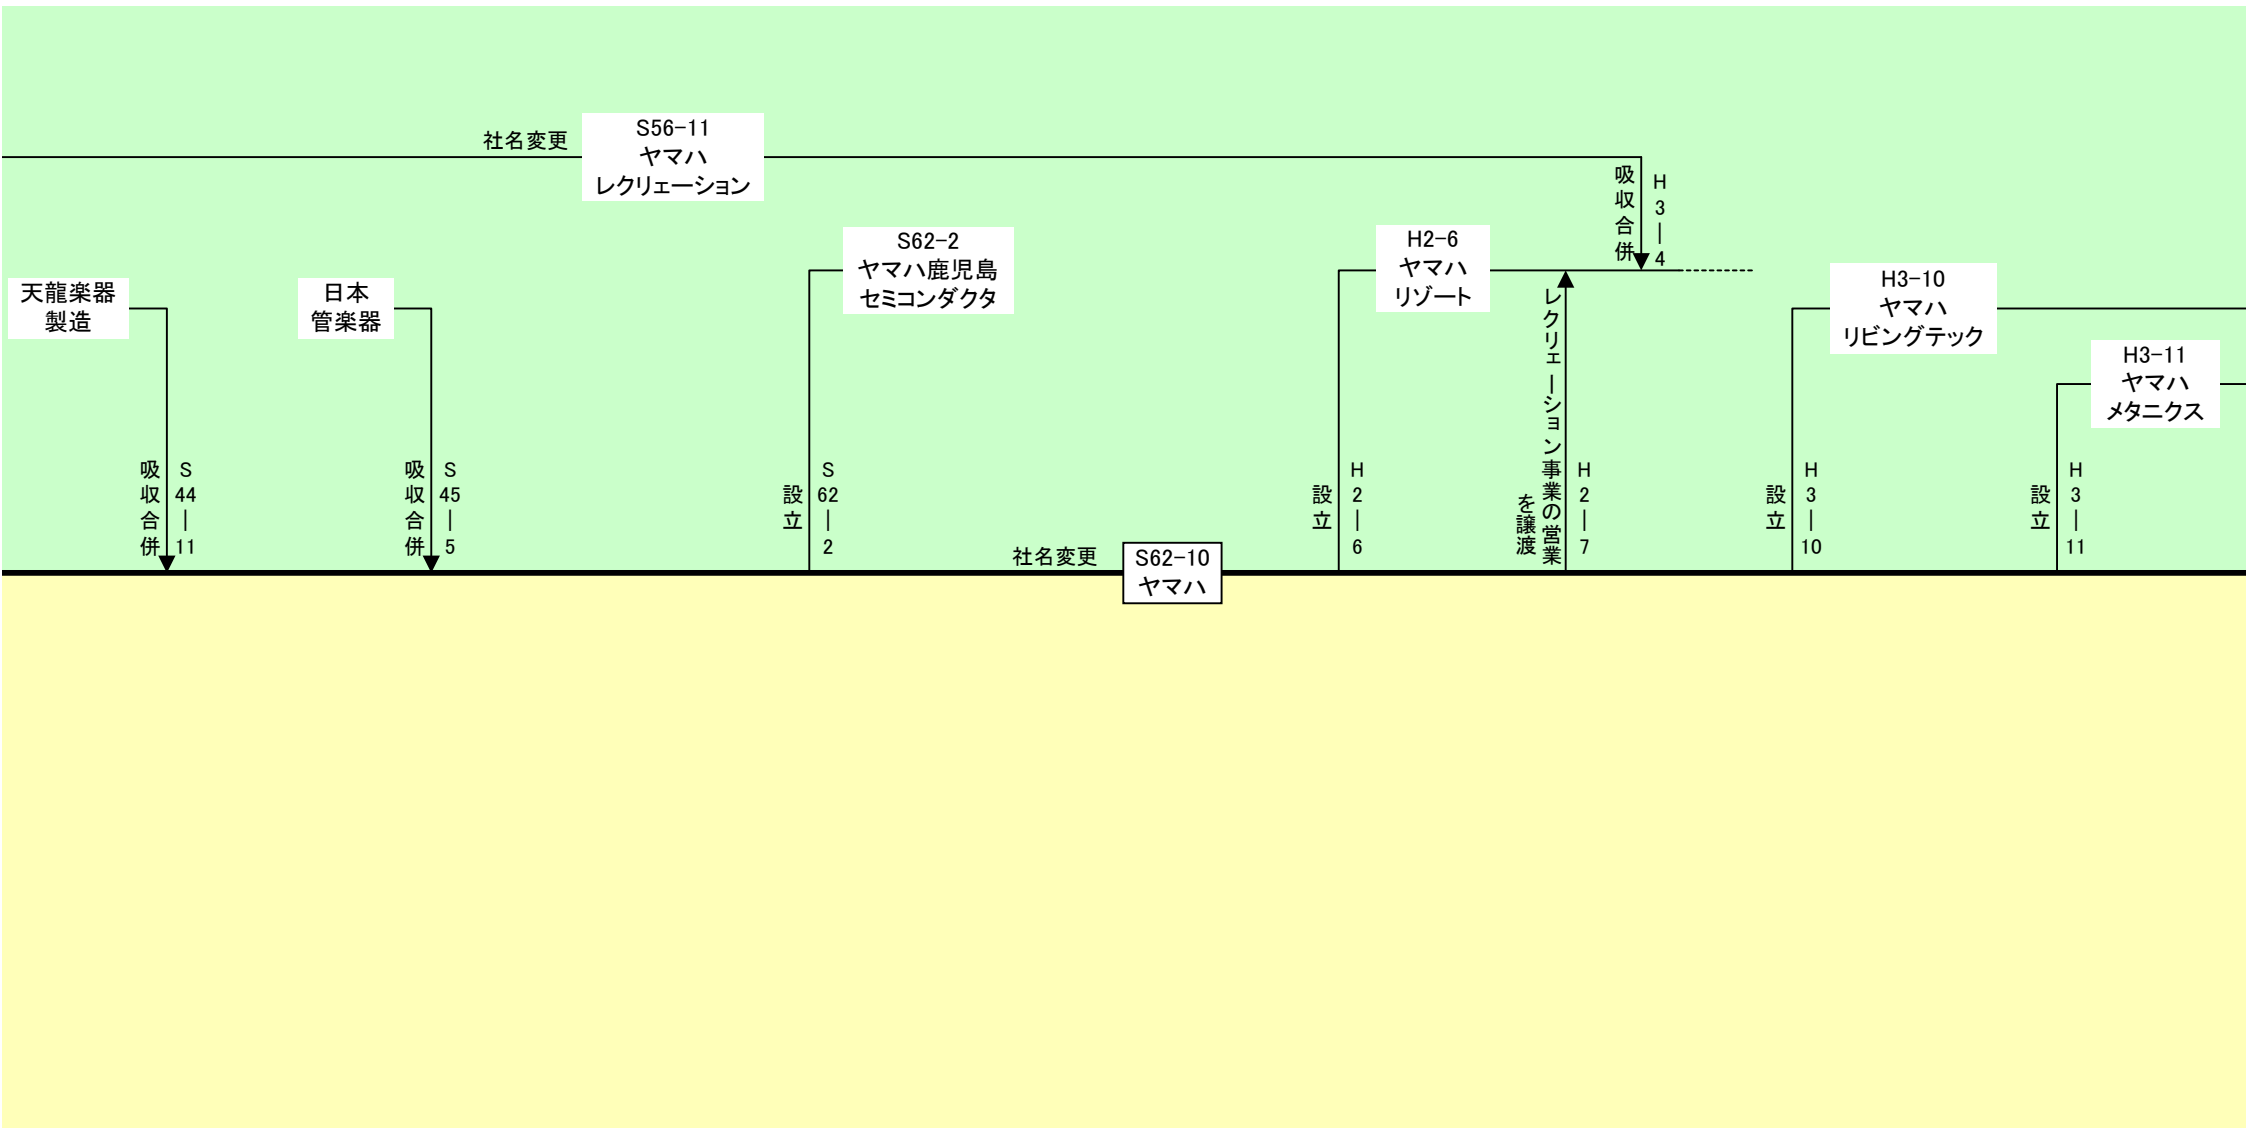 社名変更
S56-11
ヤマハ
レクリェーション
吸収合併
H3|4
S62-2
ヤマハ鹿児島
セミコンダクタ
H2-6
ヤマハ
リゾート
H3-10
ヤマハ
リビングテック
天龍楽器
製造
日本
管楽器
H3-11
ヤマハ
メタニクス
吸収合併
S44|11
吸収合併
S45|5
設立
S62|2
社名変更
S62-10
ヤマハ
設立
H2|6
レクリェーション事業の営業
を譲渡
H2|7
設立
H3|10
設立
H3|11